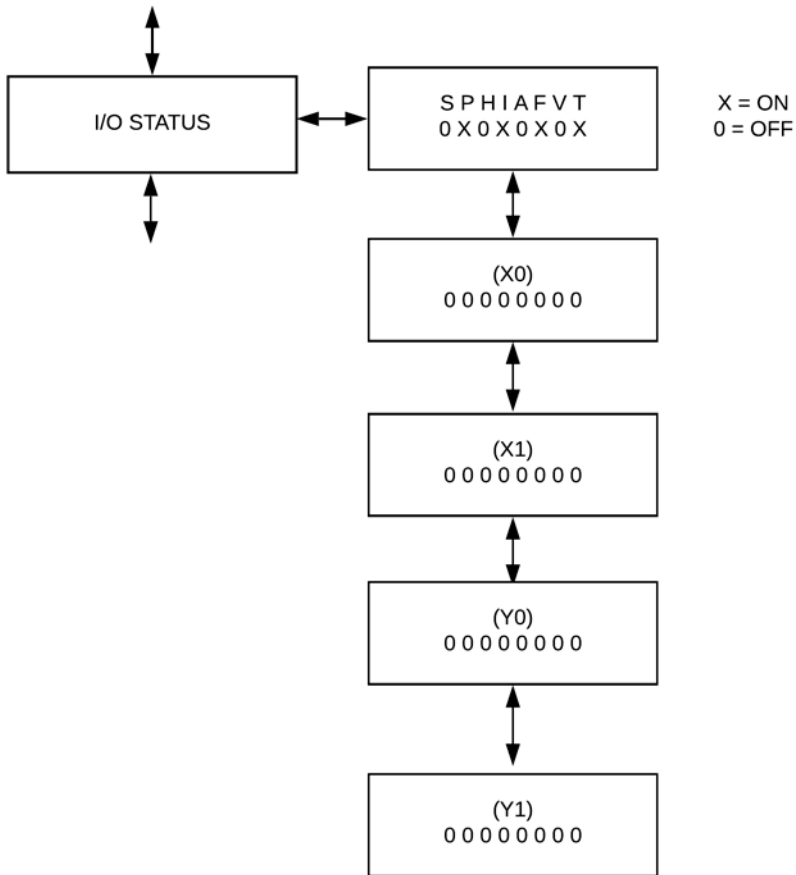 I/O STATUS
S P H I A F V T
0 X 0 X 0 X 0 X
X = ON
0 = OFF
(X0)
0 0 0 0 0 0 0 0
(X1)
0 0 0 0 0 0 0 0
(Y0)
0 0 0 0 0 0 0 0
(Y1)
0 0 0 0 0 0 0 0